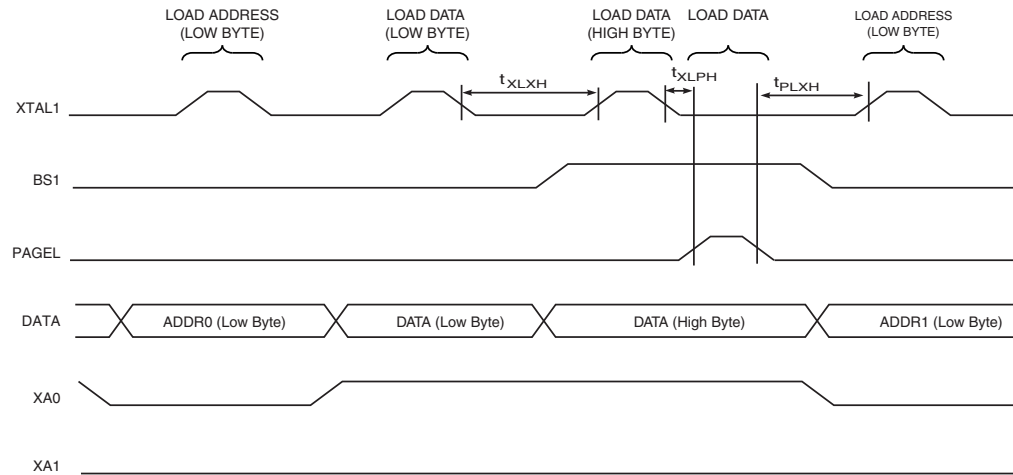 LOAD ADDRESS
(LOW BYTE)
LOAD DATA
(LOW BYTE)
LOAD DATA
(HIGH BYTE)
LOAD DATA
LOAD ADDRESS
(LOW BYTE)
tXLXH
tXLPH
tPLXH
XTAL1
BS1
PAGEL
DATA
ADDR0 (Low Byte)
DATA (Low Byte)
DATA (High Byte)
ADDR1 (Low Byte)
XA0
XA1